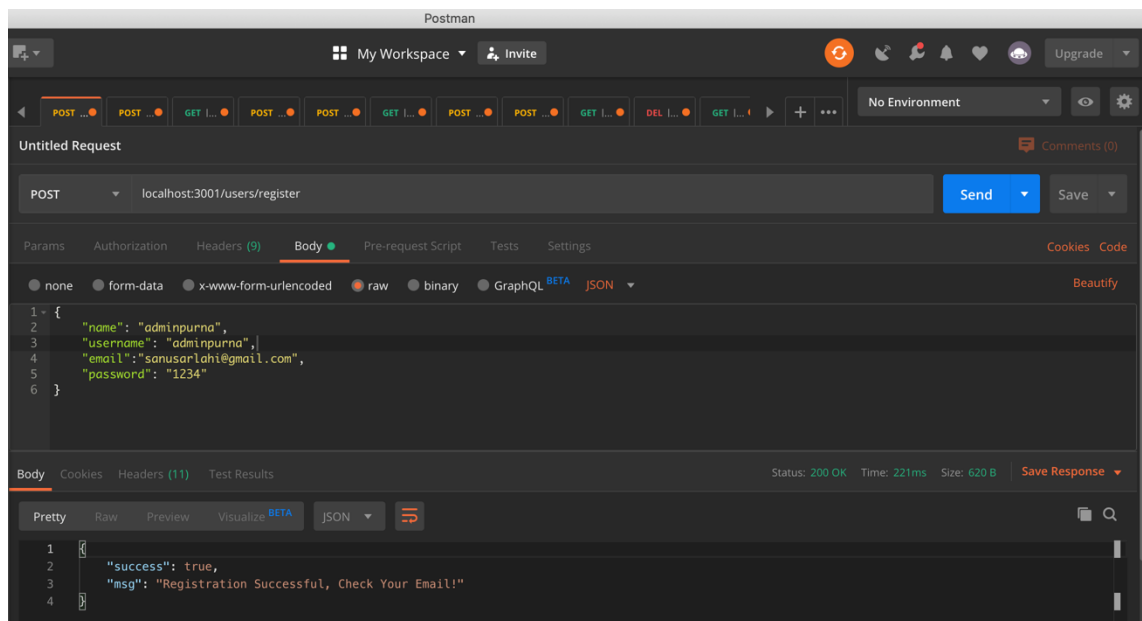 Postman
My Workspace Invite Upgrade
POST ... POST ... GET l... POST ... POST ... GET l... POST ... POST ... GET l... DEL l... GET l... + ••• No Environment
Untitled Request Comments (0)
POST localhost:3001/users/register Send Save
Params Authorization Headers (9) Body Pre-request Script Tests Settings Cookies Code
none form-data x-www-form-urlencoded raw binary GraphQL BETA JSON Beautify
1 {
2 "name": "adminpurna",
3 "username": "adminpurna",
4 "email":"sanusarlahi@gmail.com",
5 "password": "1234"
6 }
Body Cookies Headers (11) Test Results Status: 200 OK Time: 221ms Size: 620 B Save Response
Pretty Raw Preview Visualize BETA JSON
1 {
2 "success": true,
3 "msg": "Registration Successful, Check Your Email!"
4 }